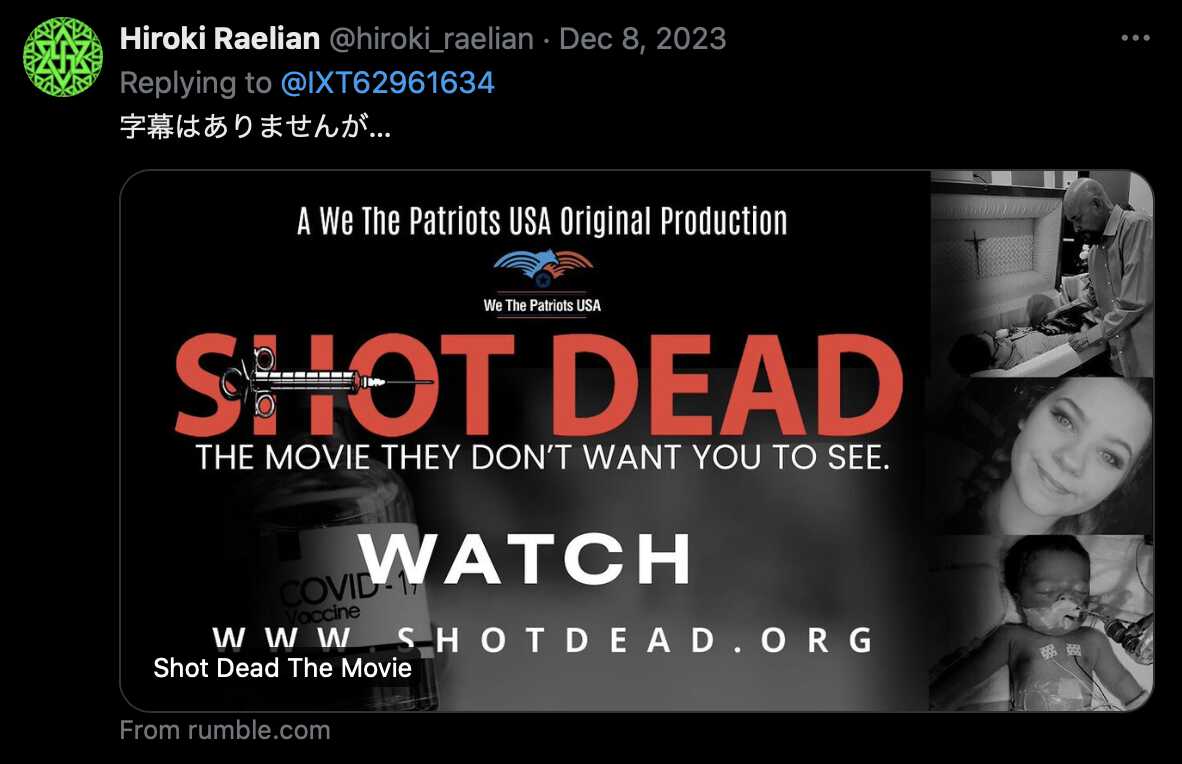 Hiroki Raelian @hiroki_raelian · Dec 8, 2023
Replying to @IXT62961634
字幕はありませんが...
A We The Patriots USA Original Production
We The Patriots USA
SHOT DEAD
THE MOVIE THEY DON'T WANT YOU TO SEE.
WATCH
COVID-19
Vaccine
WWW.SHOTDEAD.ORG
Shot Dead The Movie
From rumble.com